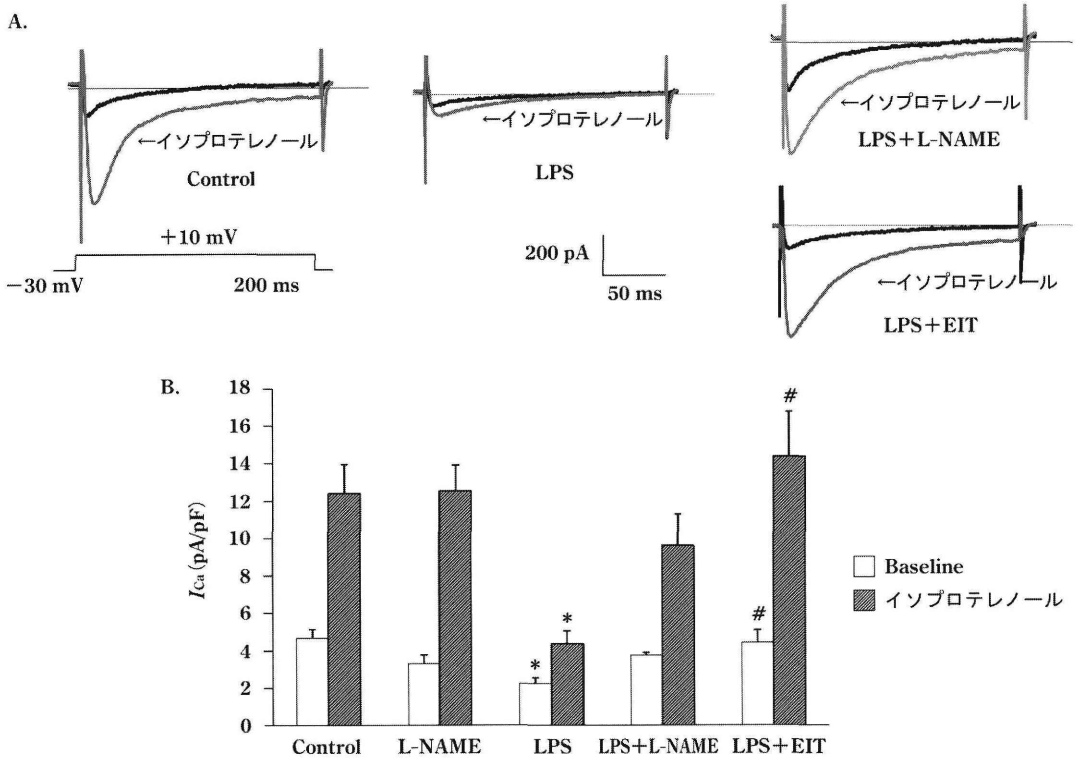 A.
←イソプロテレノール
Control
+10 mV
−30 mV
200 ms
←イソプロテレノール
LPS
200 pA
50 ms
←イソプロテレノール
LPS+L-NAME
←イソプロテレノール
LPS+EIT
B.
18
16
14
12
10
8
6
4
2
0
ICa(pA/pF)
*
*
#
#
Baseline
イソプロテレノール
Control
L-NAME
LPS
LPS+L-NAME
LPS+EIT